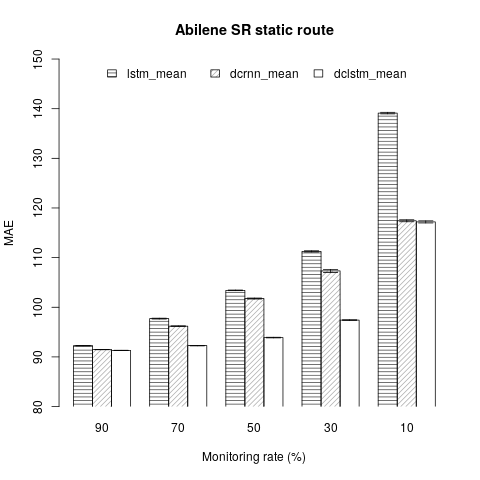 Abilene SR static route
lstm_mean dcrnn_mean dclstm_mean
MAE
150
140
130
120
110
100
90
80
90 70 50 30 10
Monitoring rate (%)